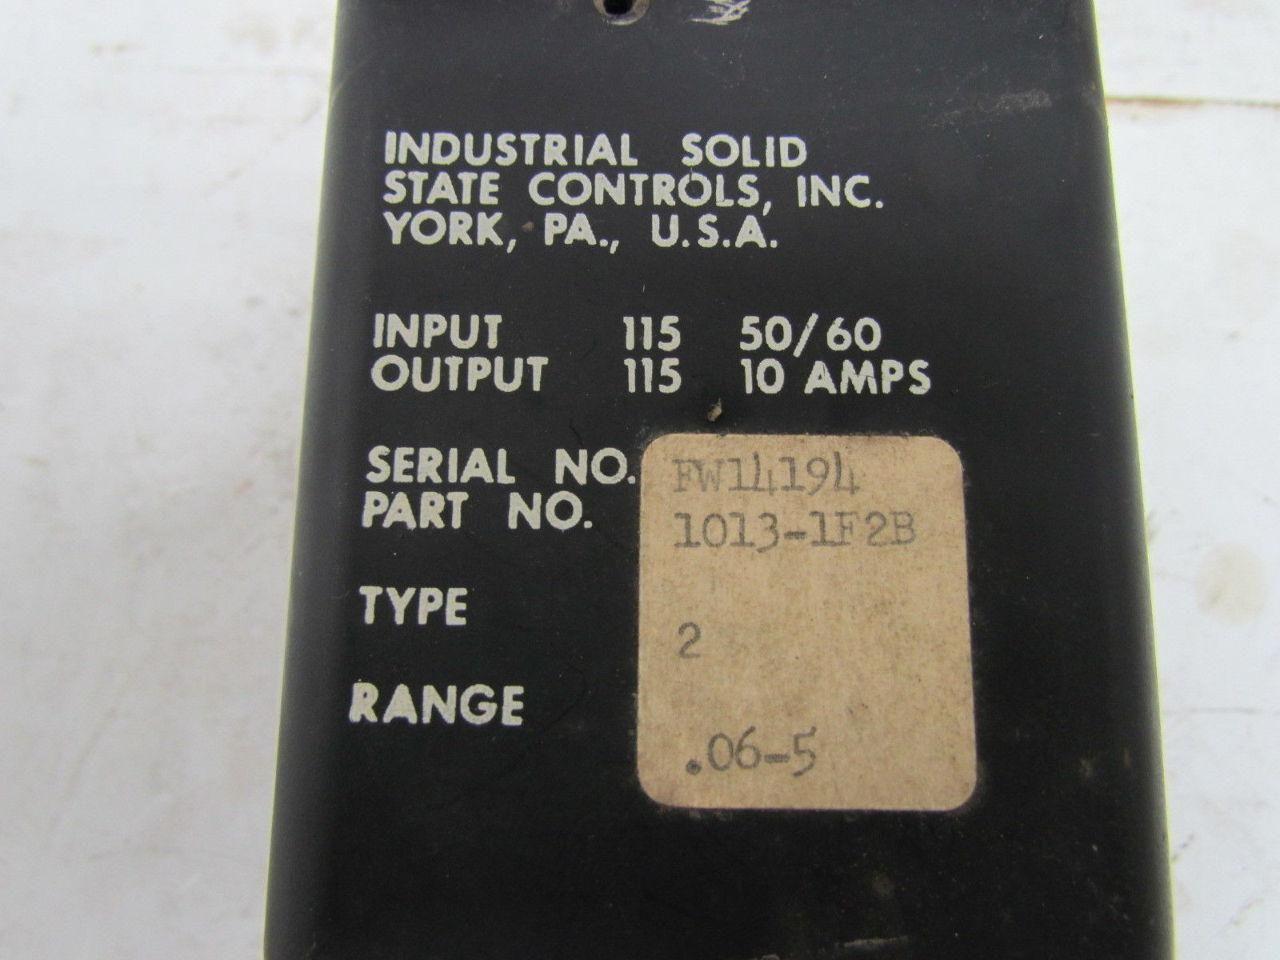 INDUSTRIAL SOLID
STATE CONTROLS, INC.
YORK, PA., U.S.A.
INPUT 115 50/60
OUTPUT 115 10 AMPS
SERIAL NO. FW14194
PART NO. 1013-1F2B
TYPE 2
RANGE .06-5